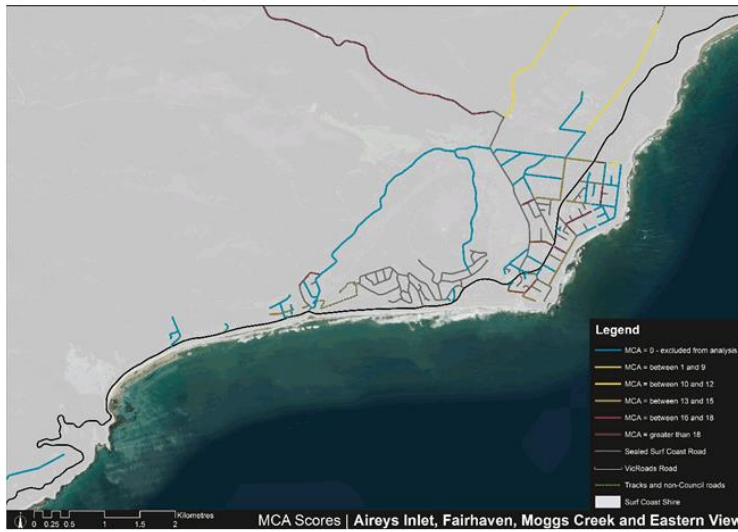 Legend
MCA = 0 - excluded from analysis
MCA = between 1 and 9
MCA = between 10 and 12
MCA = between 13 and 15
MCA = between 16 and 18
MCA = greater than 18
Sealed Surf Coast Road
VicRoads Road
Tracks and non-Council roads
Surf Coast Shire
Kilometres
0 0.25 0.5 1 1.5 2
MCA Scores | Aireys Inlet, Fairhaven, Moggs Creek and Eastern View